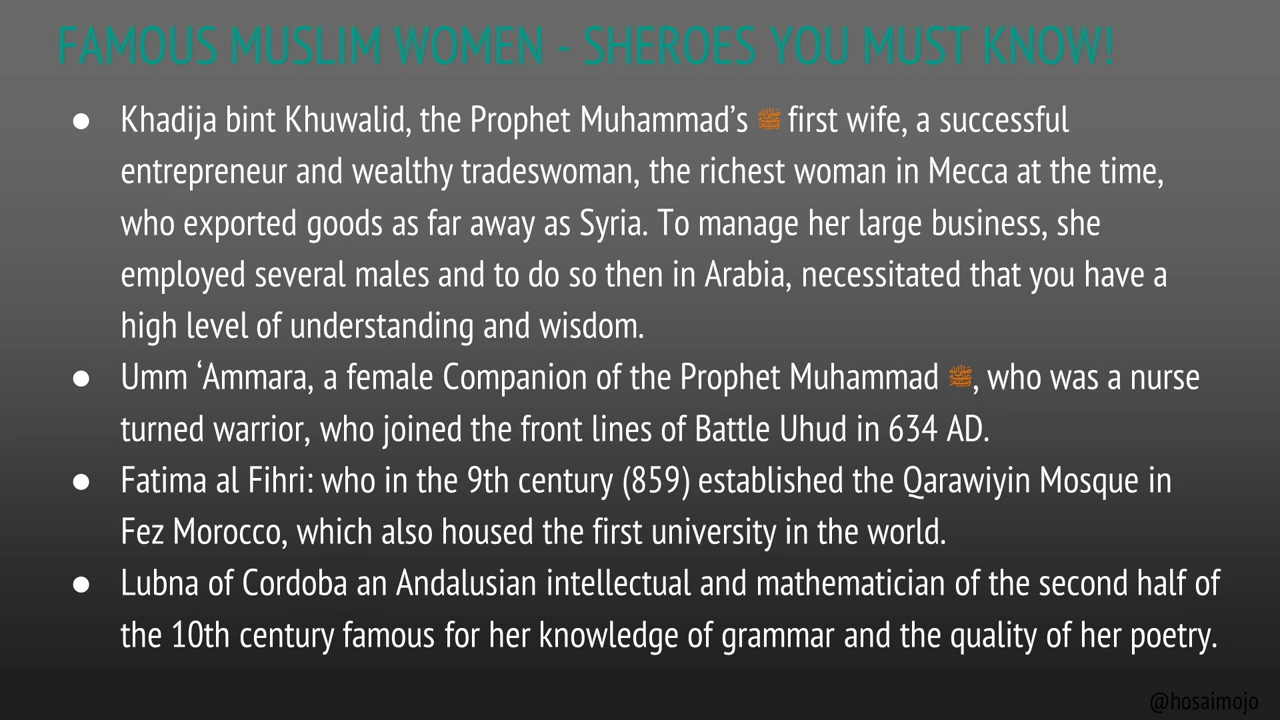 FAMOUS MUSLIM WOMEN - SHEROES YOU MUST KNOW!
● Khadija bint Khuwalid, the Prophet Muhammad’s ﷺ first wife, a successful
entrepreneur and wealthy tradeswoman, the richest woman in Mecca at the time,
who exported goods as far away as Syria. To manage her large business, she
employed several males and to do so then in Arabia, necessitated that you have a
high level of understanding and wisdom.
● Umm ‘Ammara, a female Companion of the Prophet Muhammad ﷺ, who was a nurse
turned warrior, who joined the front lines of Battle Uhud in 634 AD.
● Fatima al Fihri: who in the 9th century (859) established the Qarawiyin Mosque in
Fez Morocco, which also housed the first university in the world.
● Lubna of Cordoba an Andalusian intellectual and mathematician of the second half of
the 10th century famous for her knowledge of grammar and the quality of her poetry.
@hosaimojo